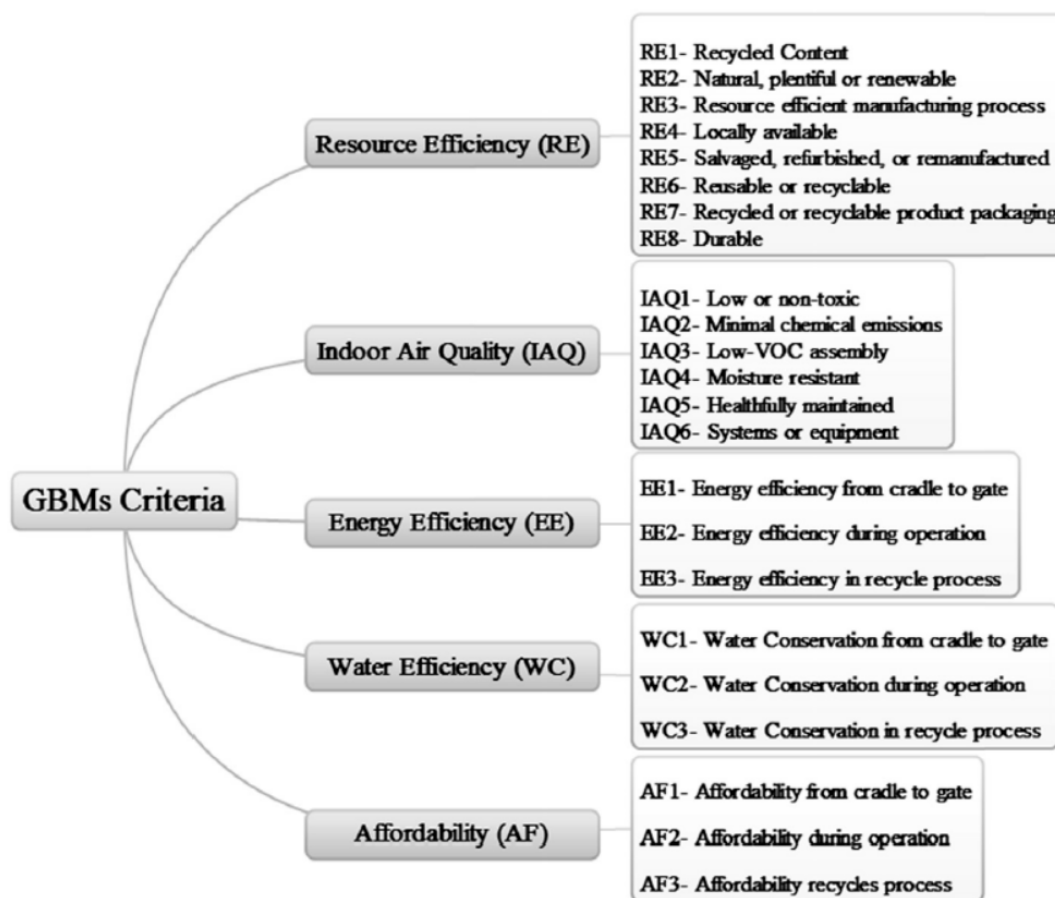 GBMs Criteria
Resource Efficiency (RE)
RE1- Recycled Content
RE2- Natural, plentiful or renewable
RE3- Resource efficient manufacturing process
RE4- Locally available
RE5- Salvaged, refurbished, or remanufactured
RE6- Reusable or recyclable
RE7- Recycled or recyclable product packaging
RE8- Durable
Indoor Air Quality (IAQ)
IAQ1- Low or non-toxic
IAQ2- Minimal chemical emissions
IAQ3- Low-VOC assembly
IAQ4- Moisture resistant
IAQ5- Healthfully maintained
IAQ6- Systems or equipment
Energy Efficiency (EE)
EE1- Energy efficiency from cradle to gate
EE2- Energy efficiency during operation
EE3- Energy efficiency in recycle process
Water Efficiency (WC)
WC1- Water Conservation from cradle to gate
WC2- Water Conservation during operation
WC3- Water Conservation in recycle process
Affordability (AF)
AF1- Affordability from cradle to gate
AF2- Affordability during operation
AF3- Affordability recycles process